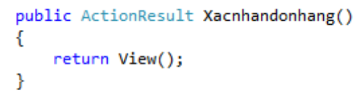 public ActionResult Xacnhandonhang()
{
    return View();
}